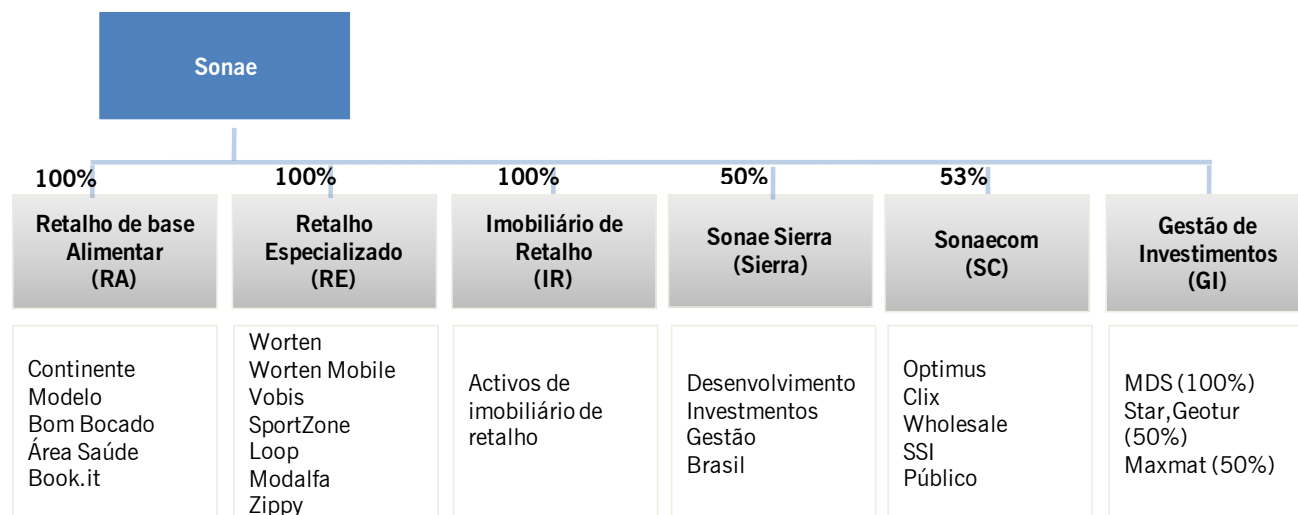 Sonae
100%
100%
100%
50%
53%
Retalho de base
Alimentar
(RA)
Retalho
Especializado
(RE)
Imobiliário de
Retalho
(IR)
Sonae Sierra
(Sierra)
Sonaecom
(SC)
Gestão de
Investimentos
(GI)
Continente
Modelo
Bom Bocado
Área Saúde
Book.it
Worten
Worten Mobile
Vobis
SportZone
Loop
Modalfa
Zippy
Activos de
imobiliário de
retalho
Desenvolvimento
Investmentos
Gestão
Brasil
Optimus
Clix
Wholesale
SSI
Público
MDS (100%)
Star,Geotur
(50%)
Maxmat (50%)